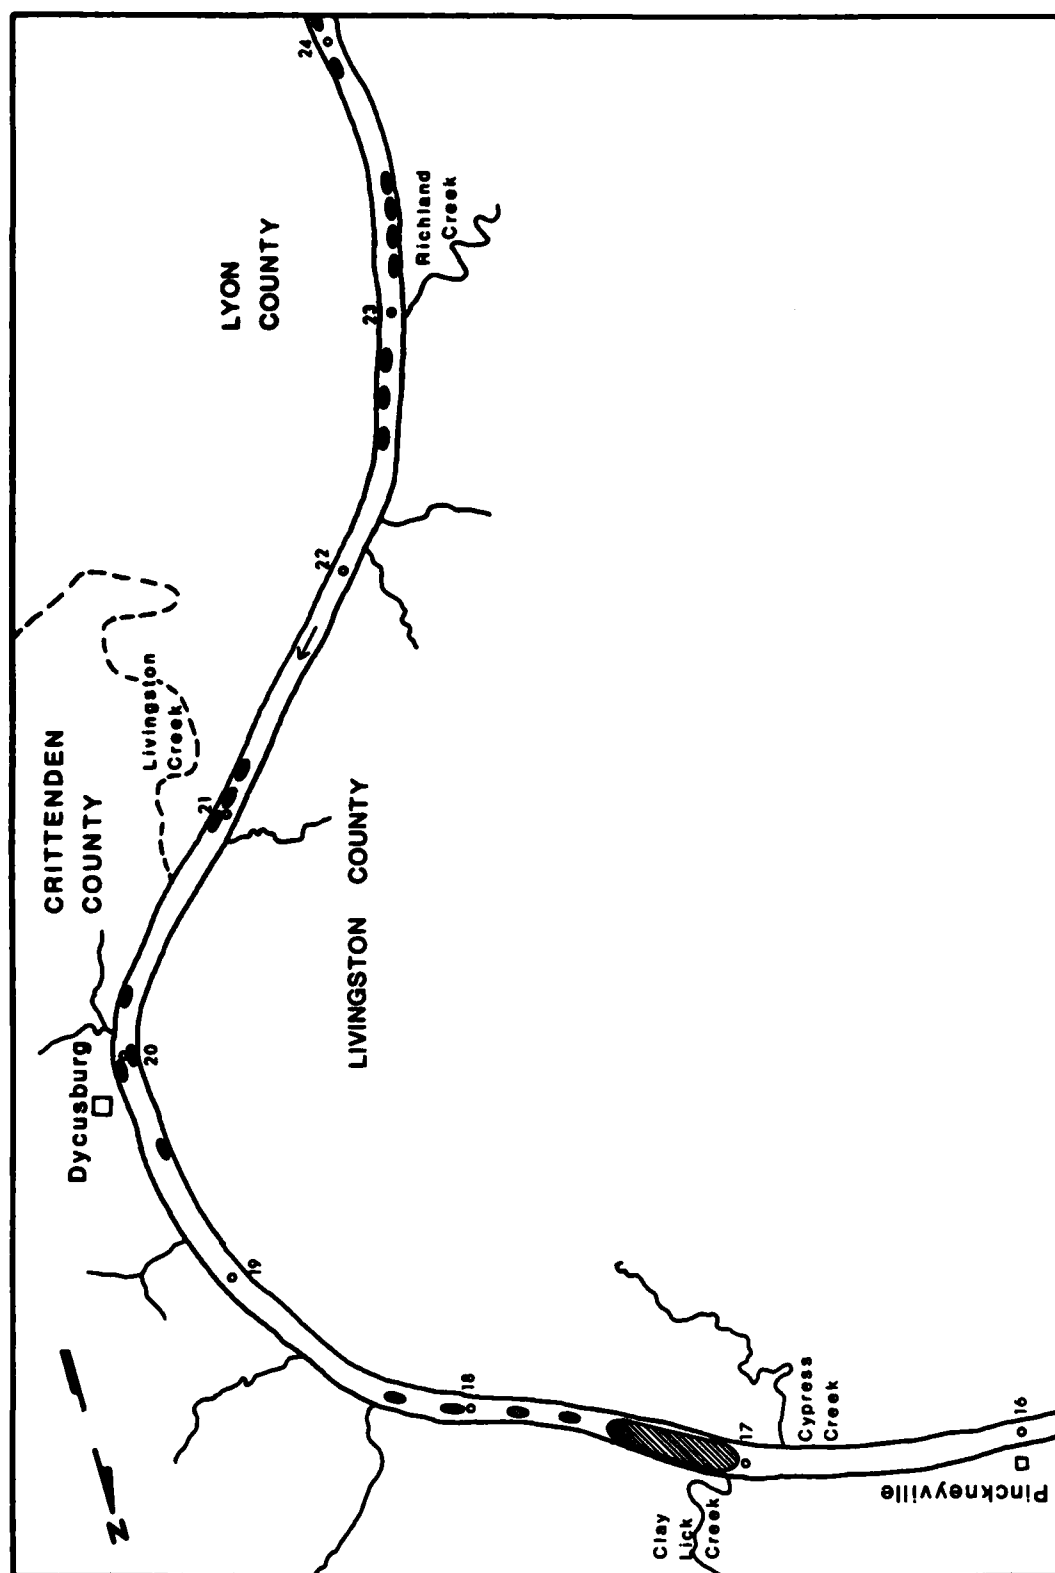 24
LYON
COUNTY
Richland
Creek
23
22
Livingston
Creek
CRITTENDEN
COUNTY
21
LIVINGSTON COUNTY
Dycusburg
20
19
N
18
17
Cypress
Creek
16
Clay
Lick
Creek
Pinckneyville